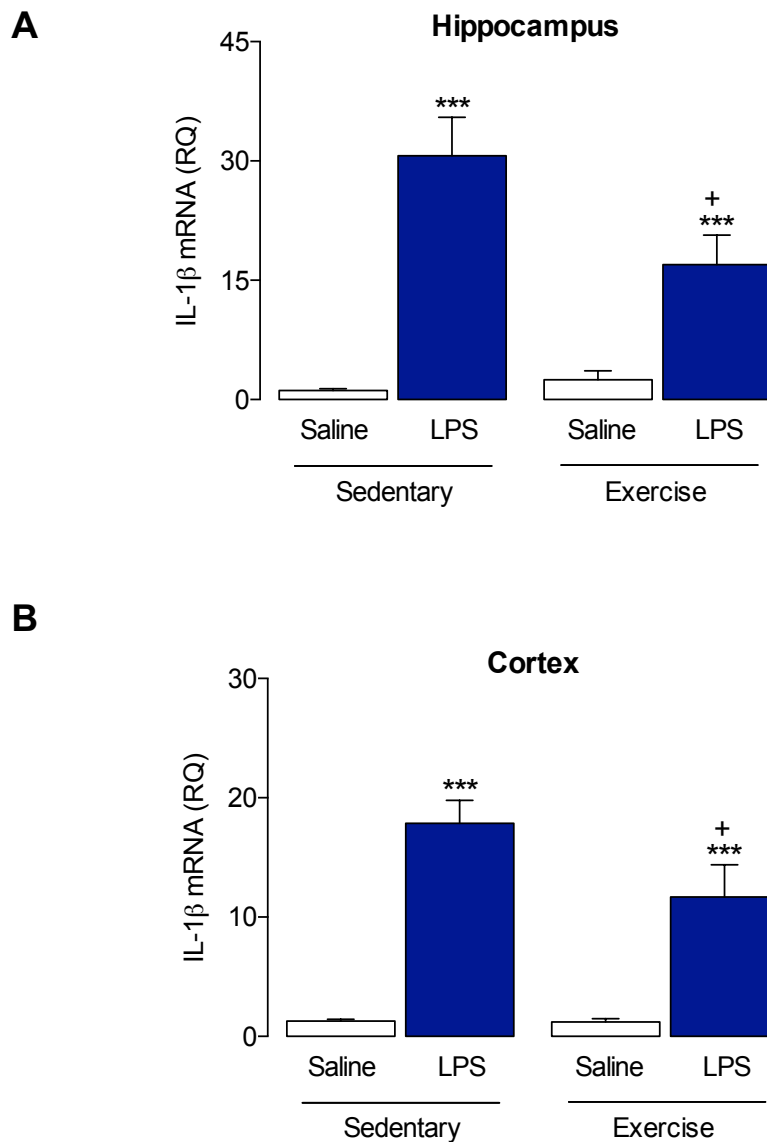 A
Hippocampus
45
30
15
0
IL-1β mRNA (RQ)
***
+
***
Saline LPS Saline LPS
Sedentary Exercise
B
Cortex
30
20
10
0
IL-1β mRNA (RQ)
***
+
***
Saline LPS Saline LPS
Sedentary Exercise